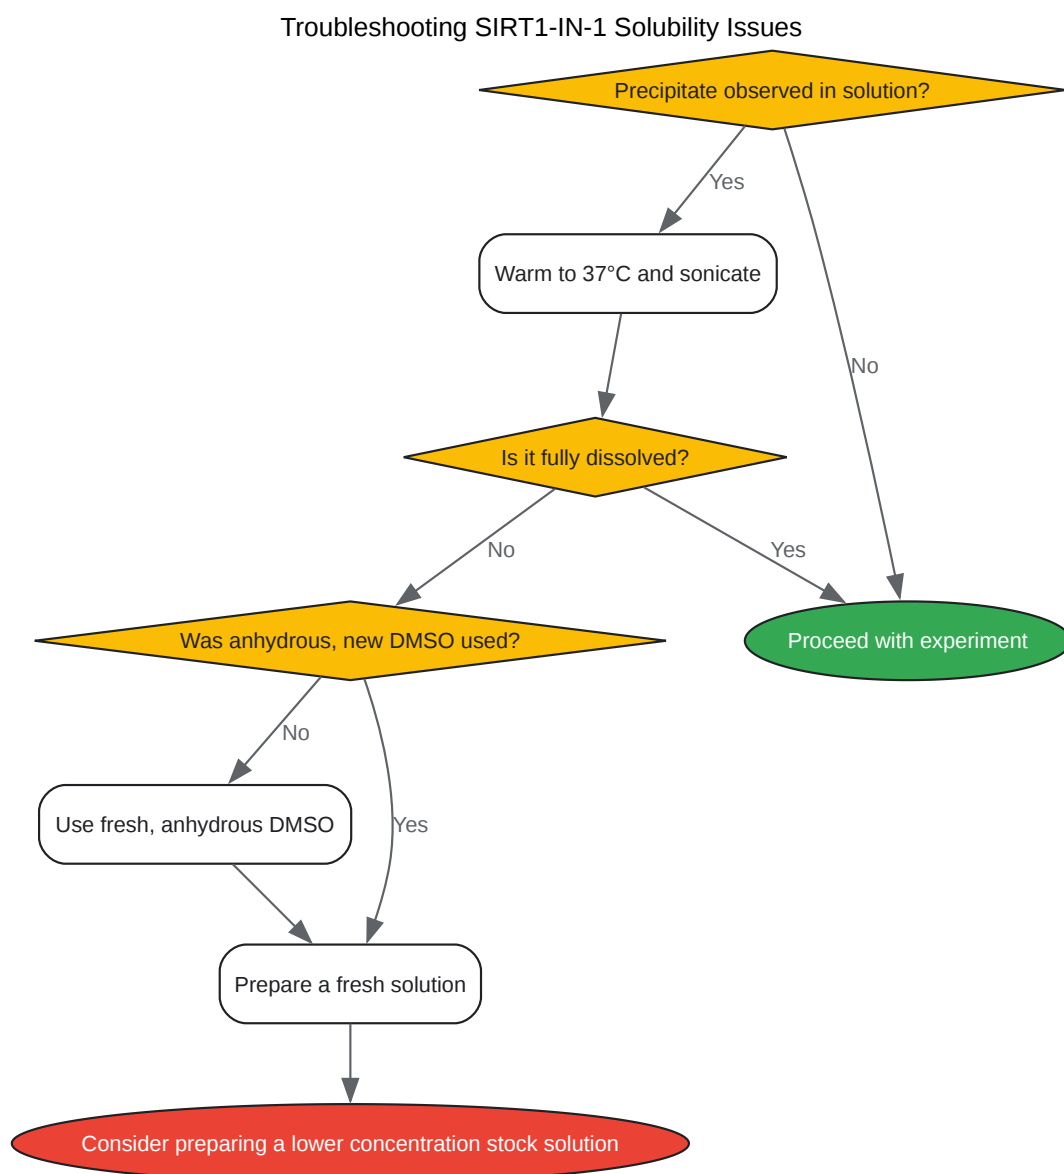 Troubleshooting SIRT1-IN-1 Solubility Issues
Precipitate observed in solution?
Yes
Warm to 37°C and sonicate
No
Is it fully dissolved?
No
Yes
Was anhydrous, new DMSO used?
Proceed with experiment
No
Use fresh, anhydrous DMSO
Yes
Prepare a fresh solution
Consider preparing a lower concentration stock solution